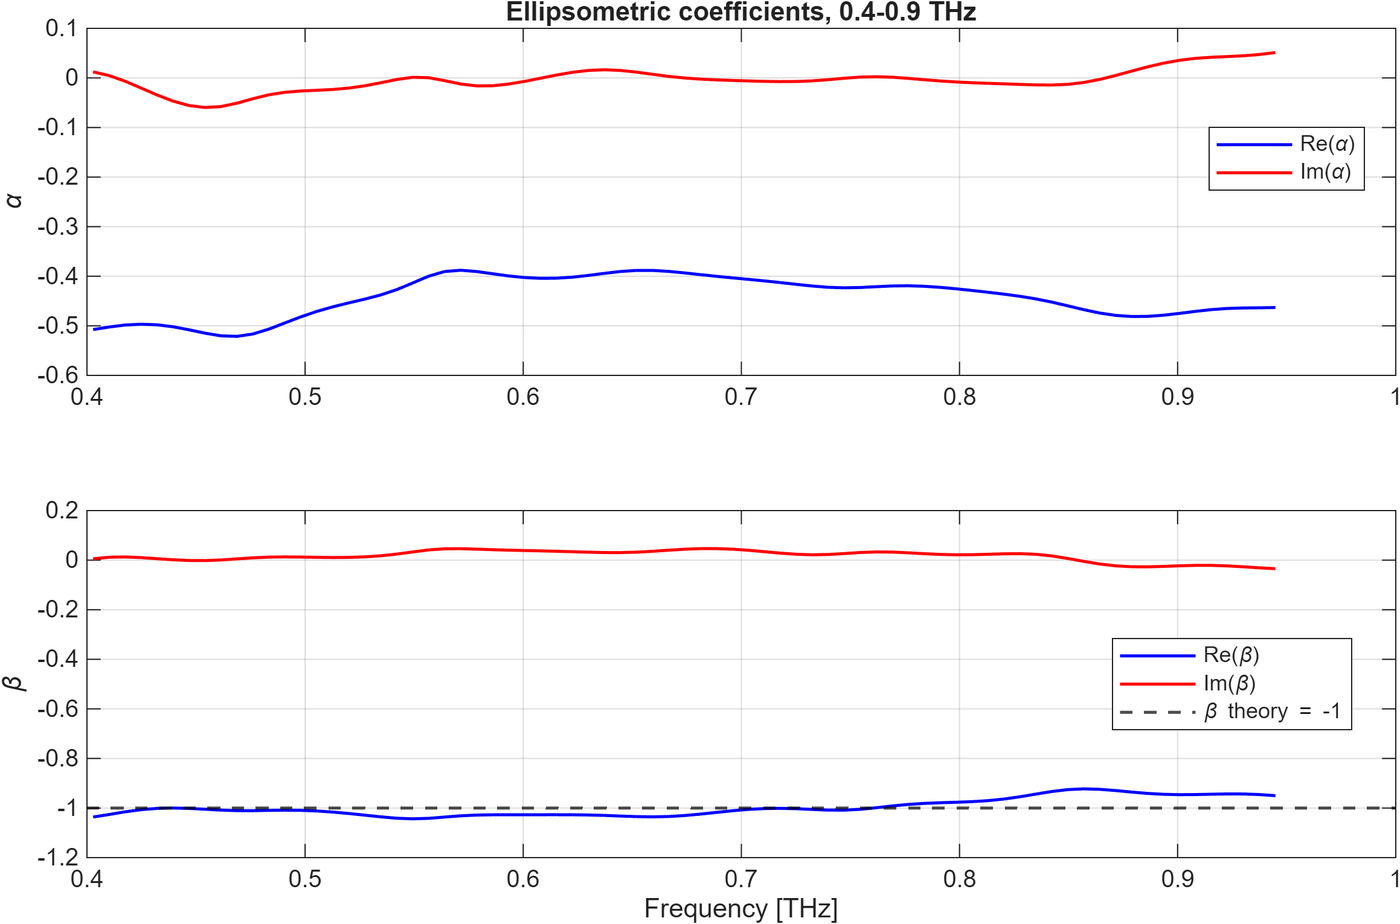 Ellipsometric coefficients, 0.4-0.9 THz
0.1
0
-0.1
-0.2
-0.3
-0.4
-0.5
-0.6
α
Re(α)
Im(α)
0.4 0.5 0.6 0.7 0.8 0.9 1
0.2
0
-0.2
-0.4
-0.6
-0.8
-1
-1.2
β
Re(β)
Im(β)
β theory = -1
0.4 0.5 0.6 0.7 0.8 0.9 1
Frequency [THz]